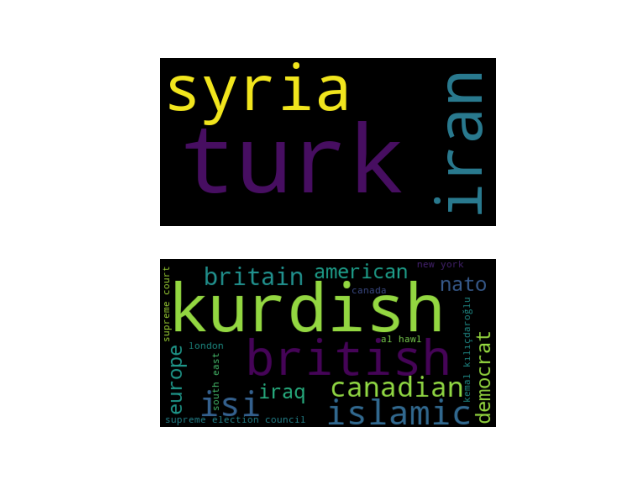 syria
turk
iran
new york
britain
american
nato
canada
supreme court
kurdish
al hawl
london
british
kemal kılıçdaroğlu
europe
south east
iraq
canadian
democrat
isi
islamic
supreme election council